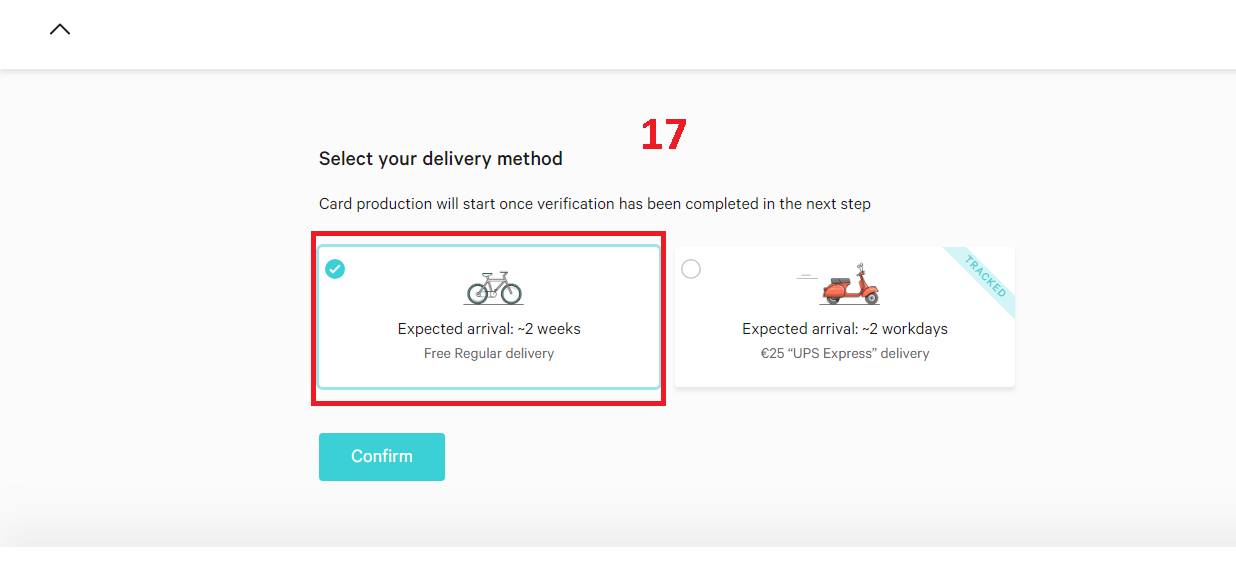 17
Select your delivery method
Card production will start once verification has been completed in the next step
Expected arrival: ~2 weeks
Free Regular delivery
TRACKED
Expected arrival: ~2 workdays
€25 “UPS Express” delivery
Confirm